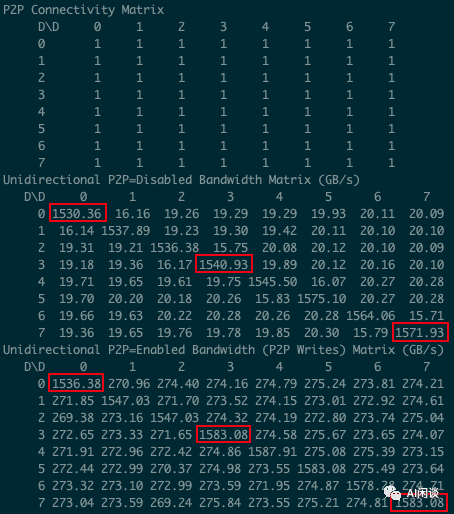 P2P Connectivity Matrix
D\D 0 1 2 3 4 5 6 7
0 1 1 1 1 1 1 1 1
1 1 1 1 1 1 1 1 1
2 1 1 1 1 1 1 1 1
3 1 1 1 1 1 1 1 1
4 1 1 1 1 1 1 1 1
5 1 1 1 1 1 1 1 1
6 1 1 1 1 1 1 1 1
7 1 1 1 1 1 1 1 1
Unidirectional P2P=Disabled Bandwidth Matrix (GB/s)
D\D 0 1 2 3 4 5 6 7
0 1530.36 16.16 19.26 19.29 19.29 19.93 20.11 20.09
1 16.14 1537.89 19.23 19.30 19.42 20.11 20.10 20.10
2 19.31 19.21 1536.38 15.75 20.08 20.12 20.10 20.09
3 19.18 19.36 16.17 1540.93 19.89 20.12 20.16 20.10
4 19.71 19.65 19.61 19.75 1545.50 16.07 20.27 20.28
5 19.70 20.20 20.18 20.26 15.83 1575.10 20.27 20.28
6 19.66 19.63 20.22 20.28 20.26 20.28 1564.06 15.71
7 19.36 19.65 19.76 19.78 19.85 20.30 15.79 1571.93
Unidirectional P2P=Enabled Bandwidth (P2P Writes) Matrix (GB/s)
D\D 0 1 2 3 4 5 6 7
0 1536.38 270.96 274.40 274.16 274.79 275.24 273.81 274.21
1 271.85 1547.03 271.70 273.52 274.15 273.01 272.92 274.61
2 269.38 273.16 1547.03 274.32 274.19 272.80 273.74 275.04
3 272.65 273.33 271.65 1583.08 274.58 275.67 273.65 274.07
4 271.91 272.96 272.42 274.86 1587.91 275.08 275.39 273.15
5 272.44 272.99 270.37 274.98 273.55 1583.08 275.49 273.64
6 273.32 273.10 272.99 273.59 271.95 274.87 1578.28 274.71
7 273.04 273.55 269.24 275.84 273.55 275.21 274.81 1583.08
AI闲谈